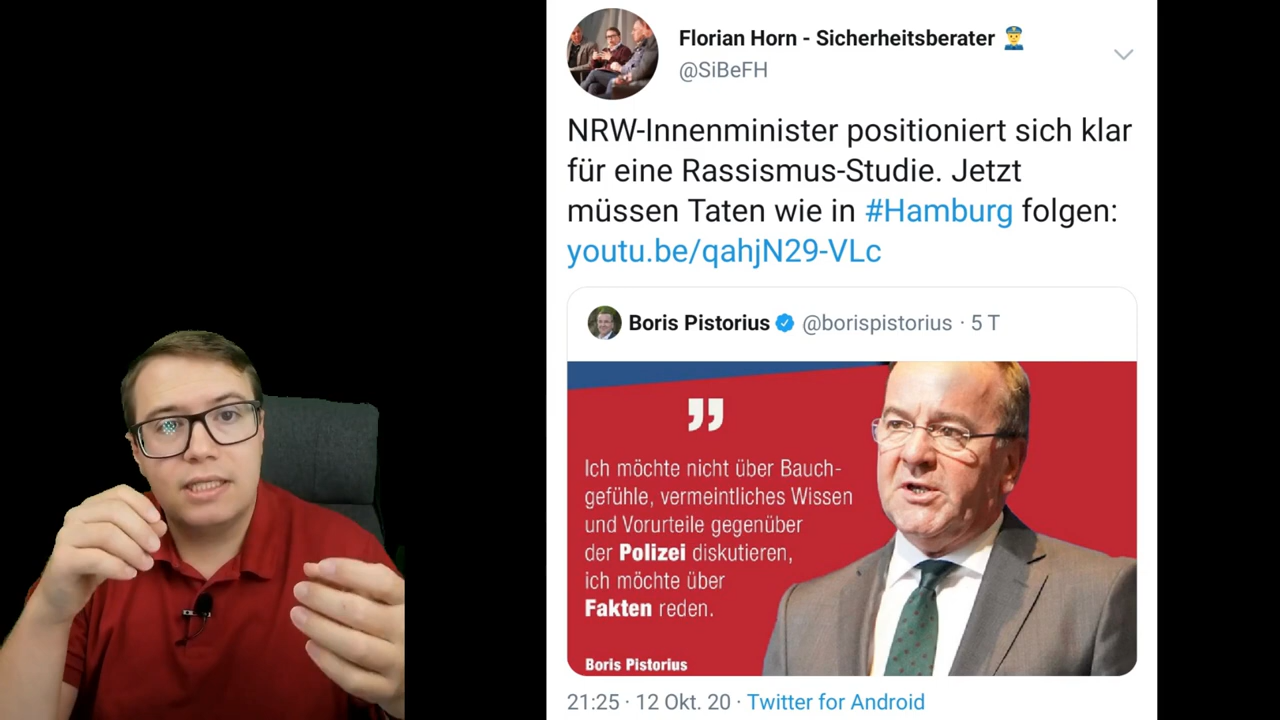 Florian Horn - Sicherheitsberater 👮‍♂️
@SiBeFH
NRW-Innenminister positioniert sich klar
für eine Rassismus-Studie. Jetzt
müssen Taten wie in #Hamburg folgen:
youtu.be/qahjN29-VLc
Boris Pistorius @borispistorius · 5 T
"
Ich möchte nicht über Bauch-
gefühle, vermeintliches Wissen
und Vorurteile gegenüber
der Polizei diskutieren,
ich möchte über
Fakten reden.
Boris Pistorius
21:25 · 12 Okt. 20 · Twitter for Android